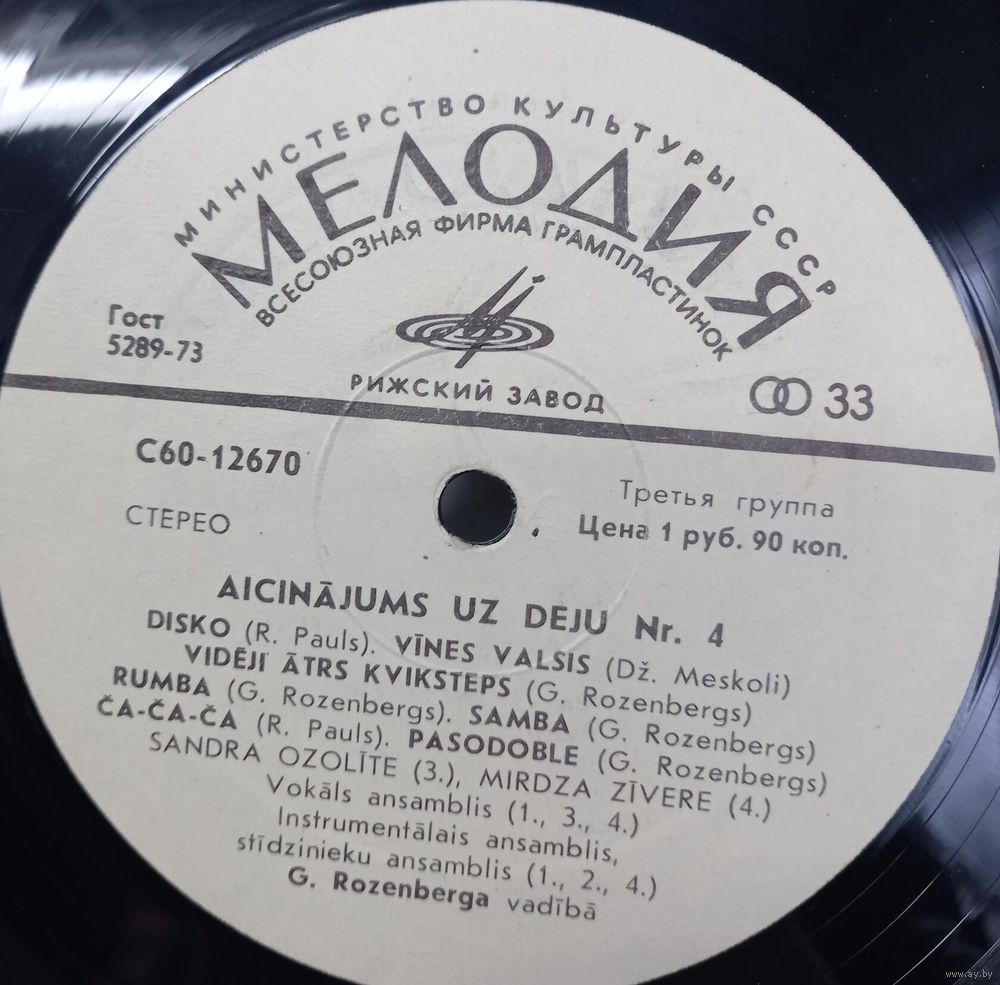 МИНИСТЕРСТВО КУЛЬТУРЫ СССР
МЕЛОДИЯ
ВСЕСОЮЗНАЯ ФИРМА ГРАМПЛАСТИНОК
Гост
5289-73
РИЖСКИЙ ЗАВОД
33
С60-12670
СТЕРЕО
Третья группа
Цена 1 руб. 90 коп.
AICINĀJUMS UZ DEJU Nr. 4
DISKO (R. Pauls). VĪNES VALSIS (Dž. Meskoli)
VIDĒJI ĀTRS KVIKSTEPS (G. Rozenbergs)
RUMBA (G. Rozenbergs). SAMBA (G. Rozenbergs)
ČA-ČA-ČA (R. Pauls). PASODOBLE (G. Rozenbergs)
SANDRA OZOLĪTE (3.), MIRDZA ZĪVERE (4.)
Vokāls ansamblis (1., 3., 4.)
Instrumentālais ansamblis,
stīdzinieku ansamblis (1., 2., 4.)
G. Rozenberga vadībā
www.ay.by